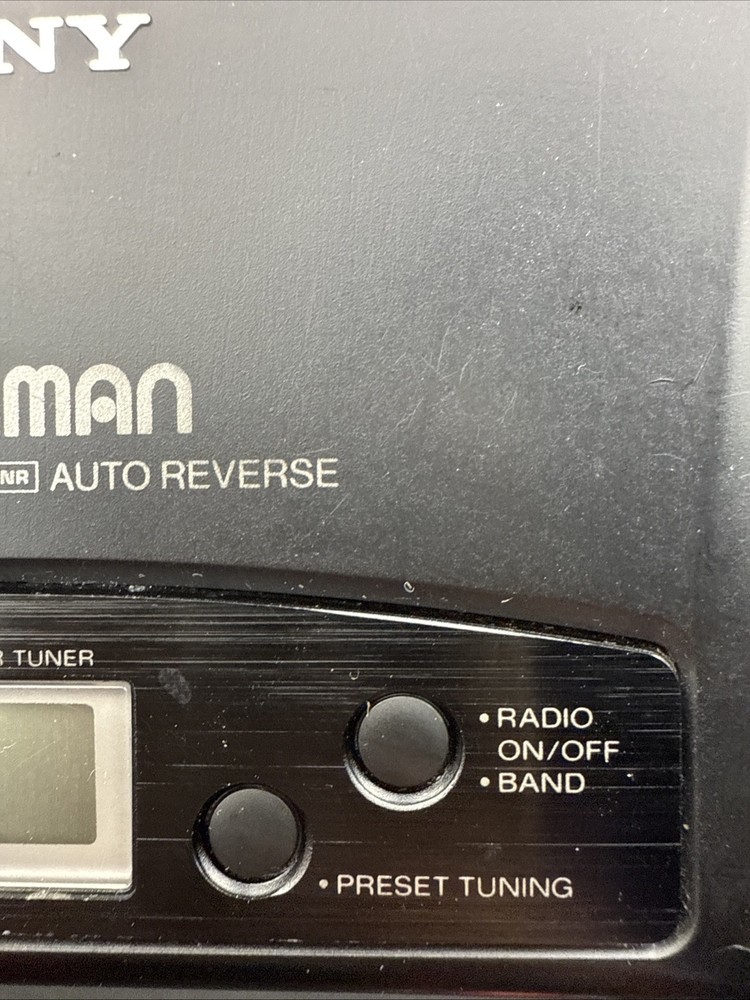 NY
MAN
NR AUTO REVERSE
R TUNER
• RADIO
ON/OFF
• BAND
• PRESET TUNING